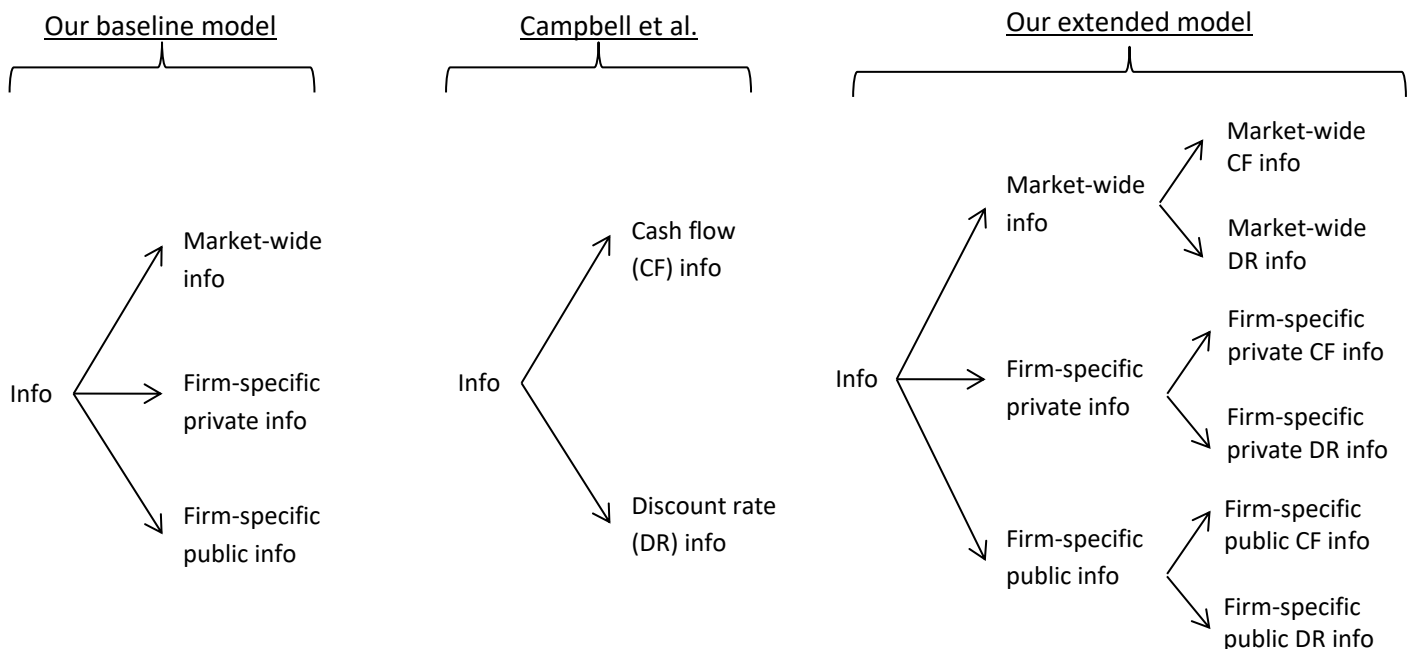 Our baseline model
Info
Market-wide
info
Firm-specific
private info
Firm-specific
public info
Campbell et al.
Info
Cash flow
(CF) info
Discount rate
(DR) info
Our extended model
Info
Market-wide
info
Market-wide
CF info
Market-wide
DR info
Firm-specific
private info
Firm-specific
private CF info
Firm-specific
private DR info
Firm-specific
public info
Firm-specific
public CF info
Firm-specific
public DR info